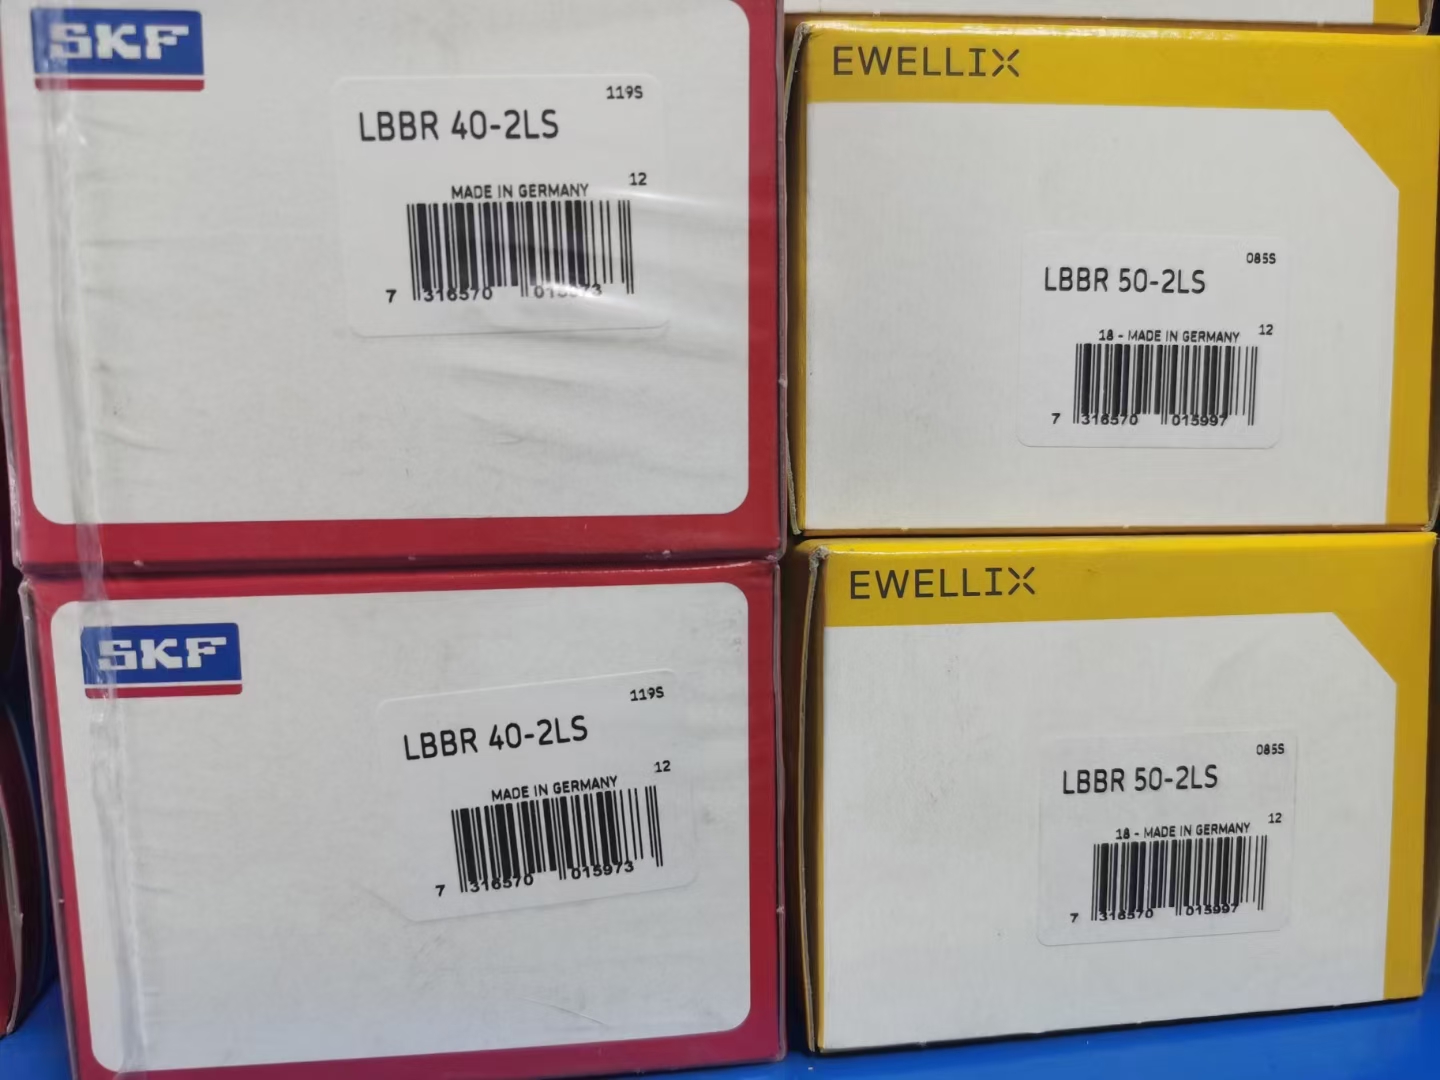 SKF
119S
LBBR 40-2LS
12
MADE IN GERMANY
7 316570
EWELLIX
085S
LBBR 50-2LS
12
18 - MADE IN GERMANY
7 316570 015997
SKF
119S
LBBR 40-2LS
12
MADE IN GERMANY
7 316570 015973
EWELLIX
085S
LBBR 50-2LS
12
18 - MADE IN GERMANY
7 316570 015997